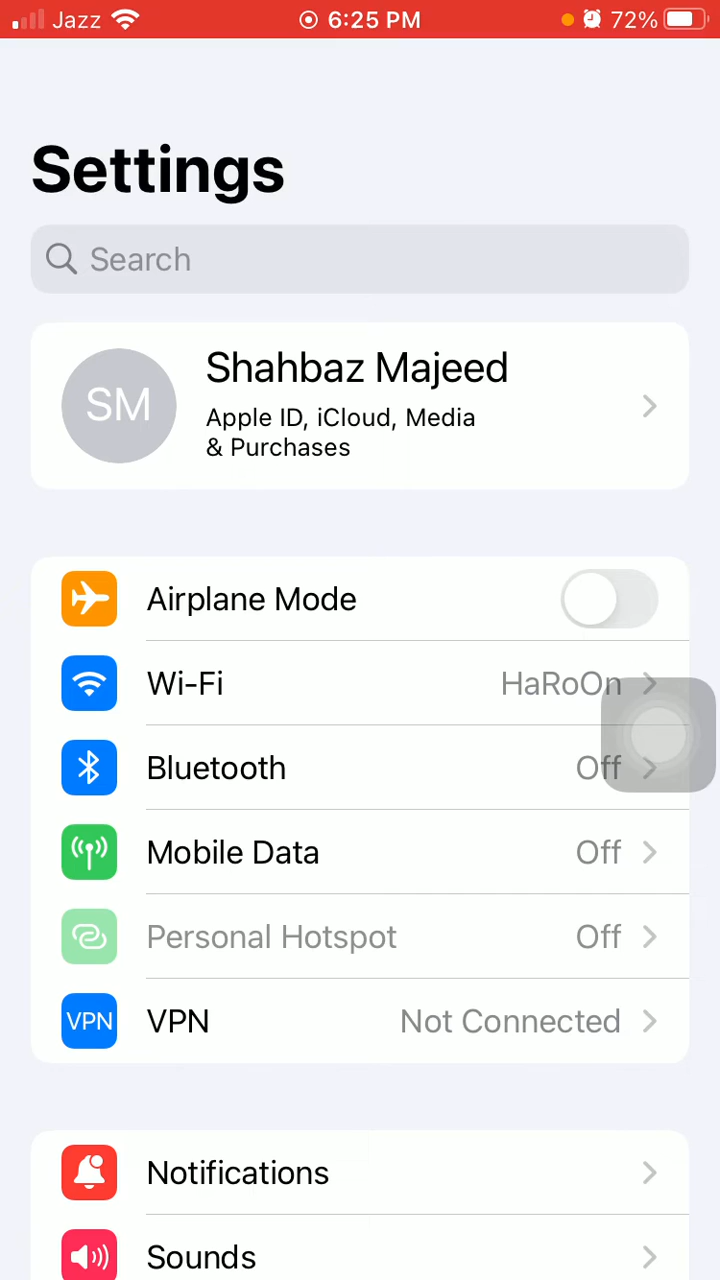 Jazz 6:25 PM 72%
Settings
Search
SM
Shahbaz Majeed
Apple ID, iCloud, Media
& Purchases
Airplane Mode
Wi-Fi HaRoOn
Bluetooth Off
Mobile Data Off
Personal Hotspot Off
VPN VPN Not Connected
Notifications
Sounds